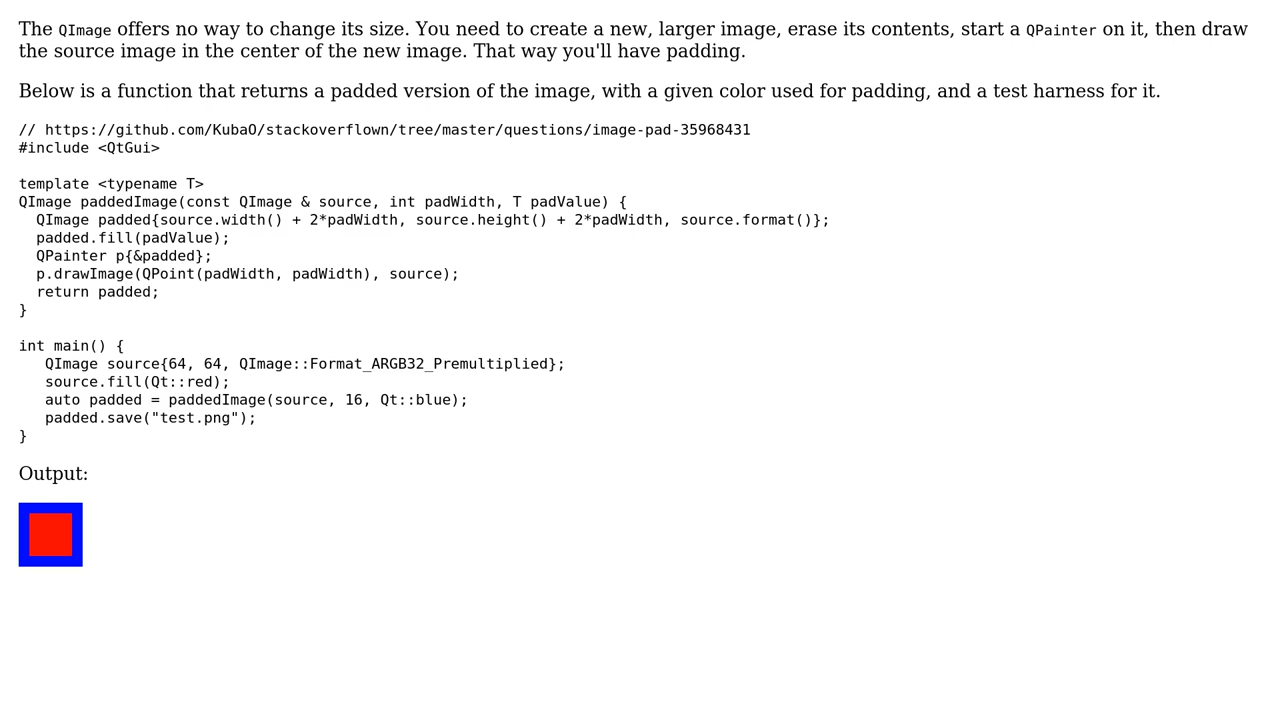 The QImage offers no way to change its size. You need to create a new, larger image, erase its contents, start a QPainter on it, then draw
the source image in the center of the new image. That way you'll have padding.
Below is a function that returns a padded version of the image, with a given color used for padding, and a test harness for it.
// https://github.com/KubaO/stackoverflown/tree/master/questions/image-pad-35968431
#include <QtGui>
template <typename T>
QImage paddedImage(const QImage & source, int padWidth, T padValue) {
  QImage padded{source.width() + 2*padWidth, source.height() + 2*padWidth, source.format()};
  padded.fill(padValue);
  QPainter p{&padded};
  p.drawImage(QPoint(padWidth, padWidth), source);
  return padded;
}
int main() {
   QImage source{64, 64, QImage::Format_ARGB32_Premultiplied};
   source.fill(Qt::red);
   auto padded = paddedImage(source, 16, Qt::blue);
   padded.save("test.png");
}
Output: